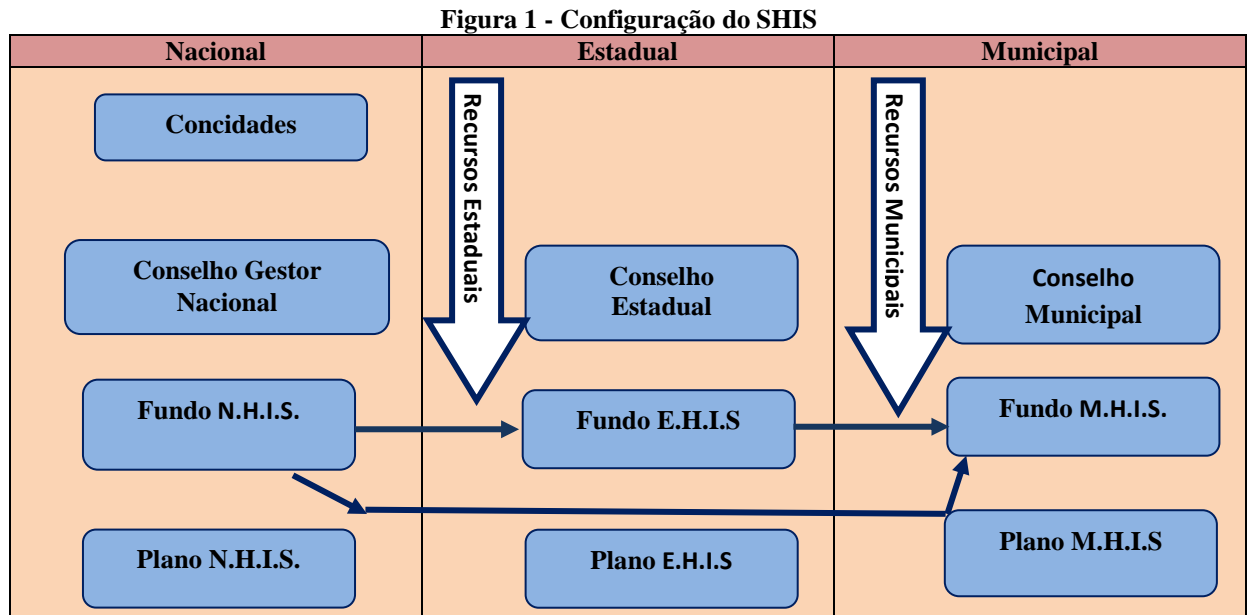 Figura 1 - Configuração do SHIS
Nacional
Estadual
Municipal
Concidades
Recursos Estaduais
Recursos Municipais
Conselho Gestor
Nacional
Conselho
Estadual
Conselho
Municipal
Fundo N.H.I.S.
Fundo E.H.I.S
Fundo M.H.I.S.
Plano N.H.I.S.
Plano E.H.I.S
Plano M.H.I.S